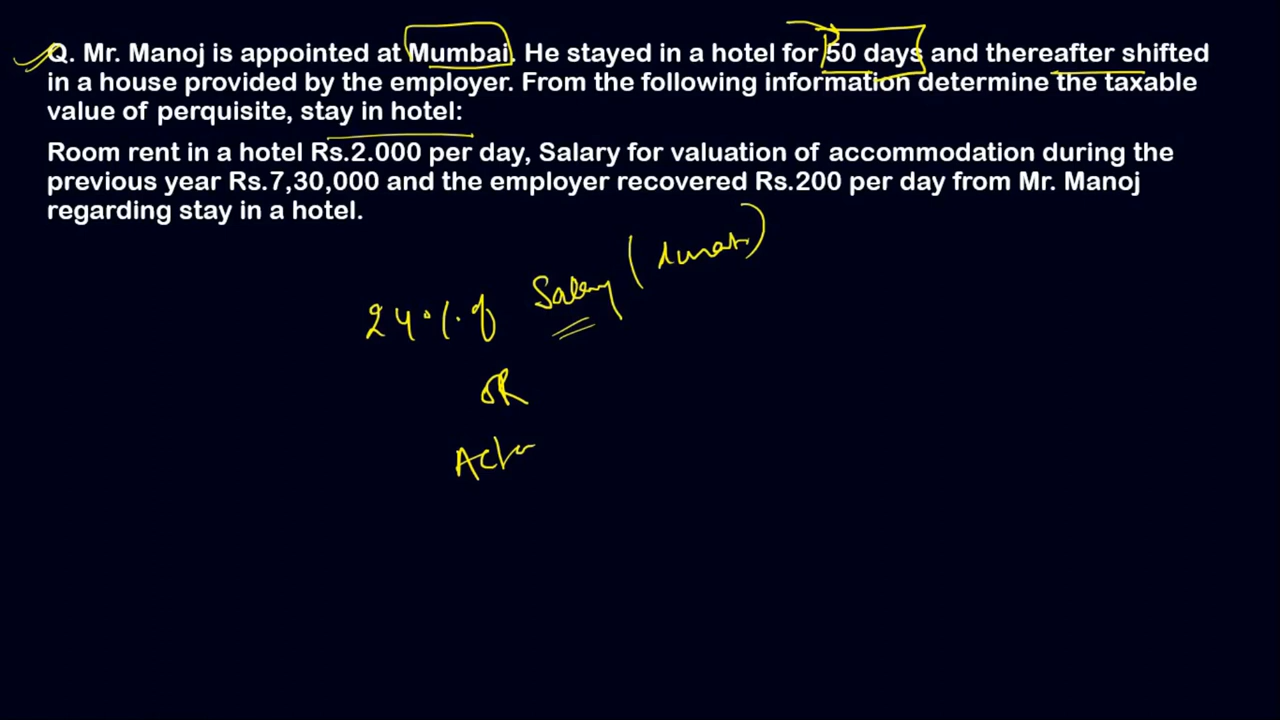 Q. Mr. Manoj is appointed at Mumbai. He stayed in a hotel for 50 days and thereafter shifted
in a house provided by the employer. From the following information determine the taxable
value of perquisite, stay in hotel:
Room rent in a hotel Rs.2.000 per day, Salary for valuation of accommodation during the
previous year Rs.7,30,000 and the employer recovered Rs.200 per day from Mr. Manoj
regarding stay in a hotel.
24% of Salary (
OR